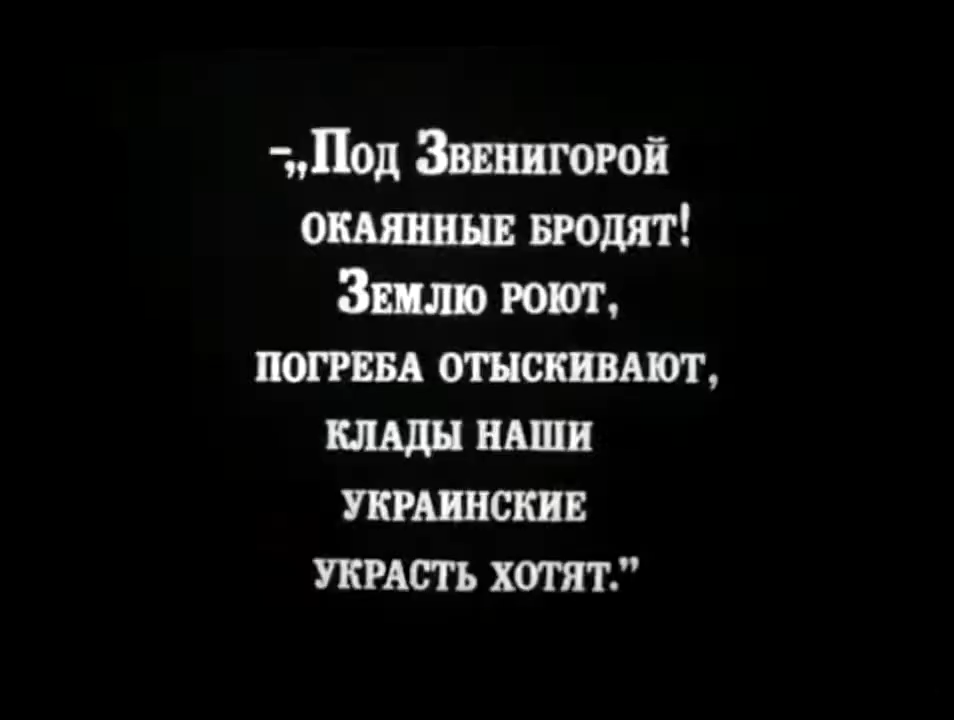 -„Под Звенигорой
окаянные бродят!
Землю роют,
погреба отыскивают,
клады наши
украинские
украсть хотят.”